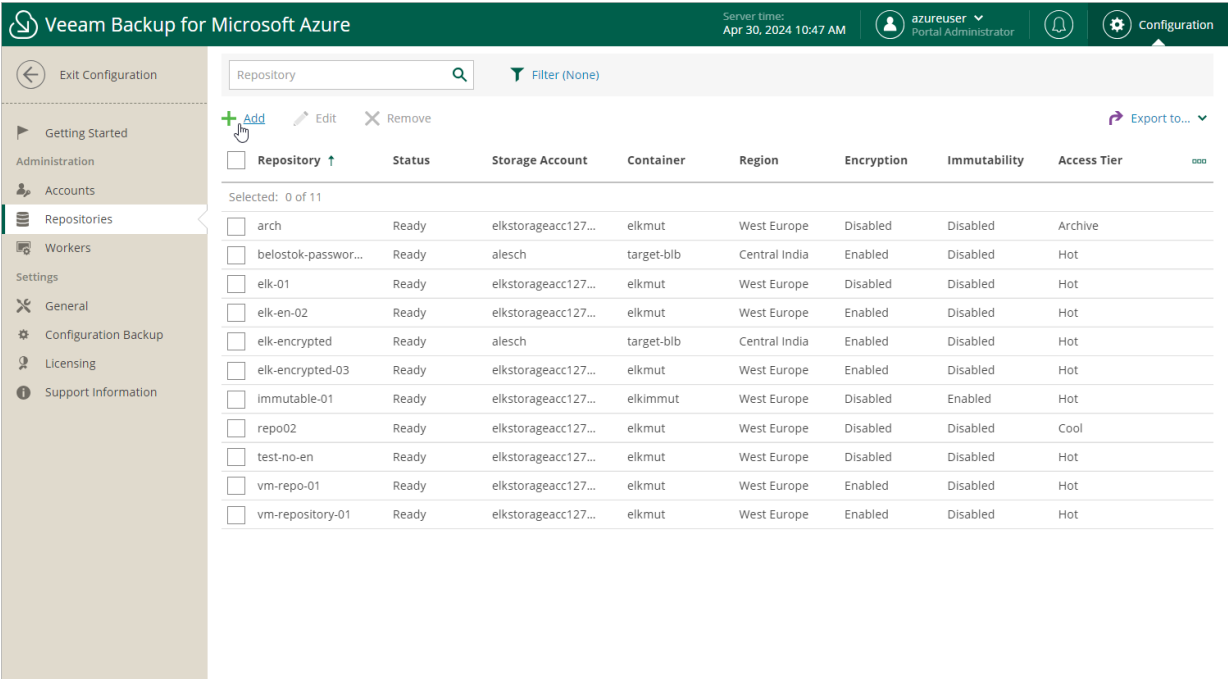 Veeam Backup for Microsoft Azure
Server time:
Apr 30, 2024 10:47 AM
azureuser
Portal Administrator
Configuration
Exit Configuration
Getting Started
Administration
Accounts
Repositories
Workers
Settings
General
Configuration Backup
Licensing
Support Information
Repository
Filter (None)
Add Edit Remove
Export to...
Repository Status Storage Account Container Region Encryption Immutability Access Tier
Selected: 0 of 11
arch Ready elkstorageacc127... elkmut West Europe Disabled Disabled Archive
belostok-passwor... Ready alesch target-blb Central India Enabled Disabled Hot
elk-01 Ready elkstorageacc127... elkmut West Europe Disabled Disabled Hot
elk-en-02 Ready elkstorageacc127... elkmut West Europe Enabled Disabled Hot
elk-encrypted Ready alesch target-blb Central India Enabled Disabled Hot
elk-encrypted-03 Ready elkstorageacc127... elkmut West Europe Enabled Disabled Hot
immutable-01 Ready elkstorageacc127... elkimmut West Europe Disabled Enabled Hot
repo02 Ready elkstorageacc127... elkmut West Europe Disabled Disabled Cool
test-no-en Ready elkstorageacc127... elkmut West Europe Disabled Disabled Hot
vm-repo-01 Ready elkstorageacc127... elkmut West Europe Enabled Disabled Hot
vm-repository-01 Ready elkstorageacc127... elkmut West Europe Enabled Disabled Hot